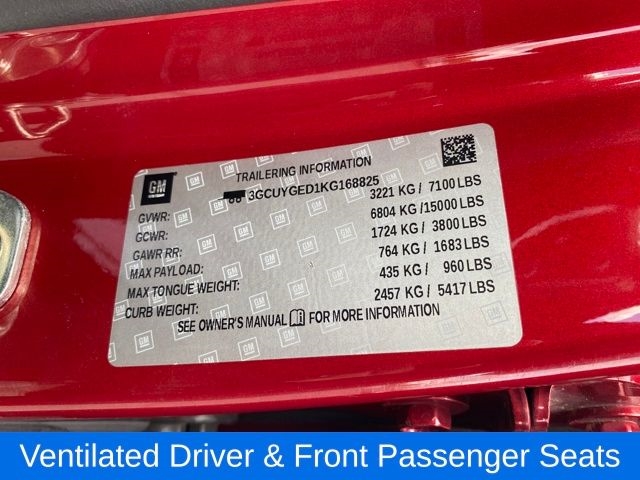 GM
TRAILERING INFORMATION
3GCUYGED1KG168825
GVWR: 3221 KG / 7100 LBS
GCWR: 6804 KG /15000 LBS
GAWR RR: 1724 KG / 3800 LBS
MAX PAYLOAD: 764 KG / 1683 LBS
MAX TONGUE WEIGHT: 435 KG / 960 LBS
CURB WEIGHT: 2457 KG / 5417 LBS
SEE OWNER'S MANUAL FOR MORE INFORMATION
Ventilated Driver & Front Passenger Seats